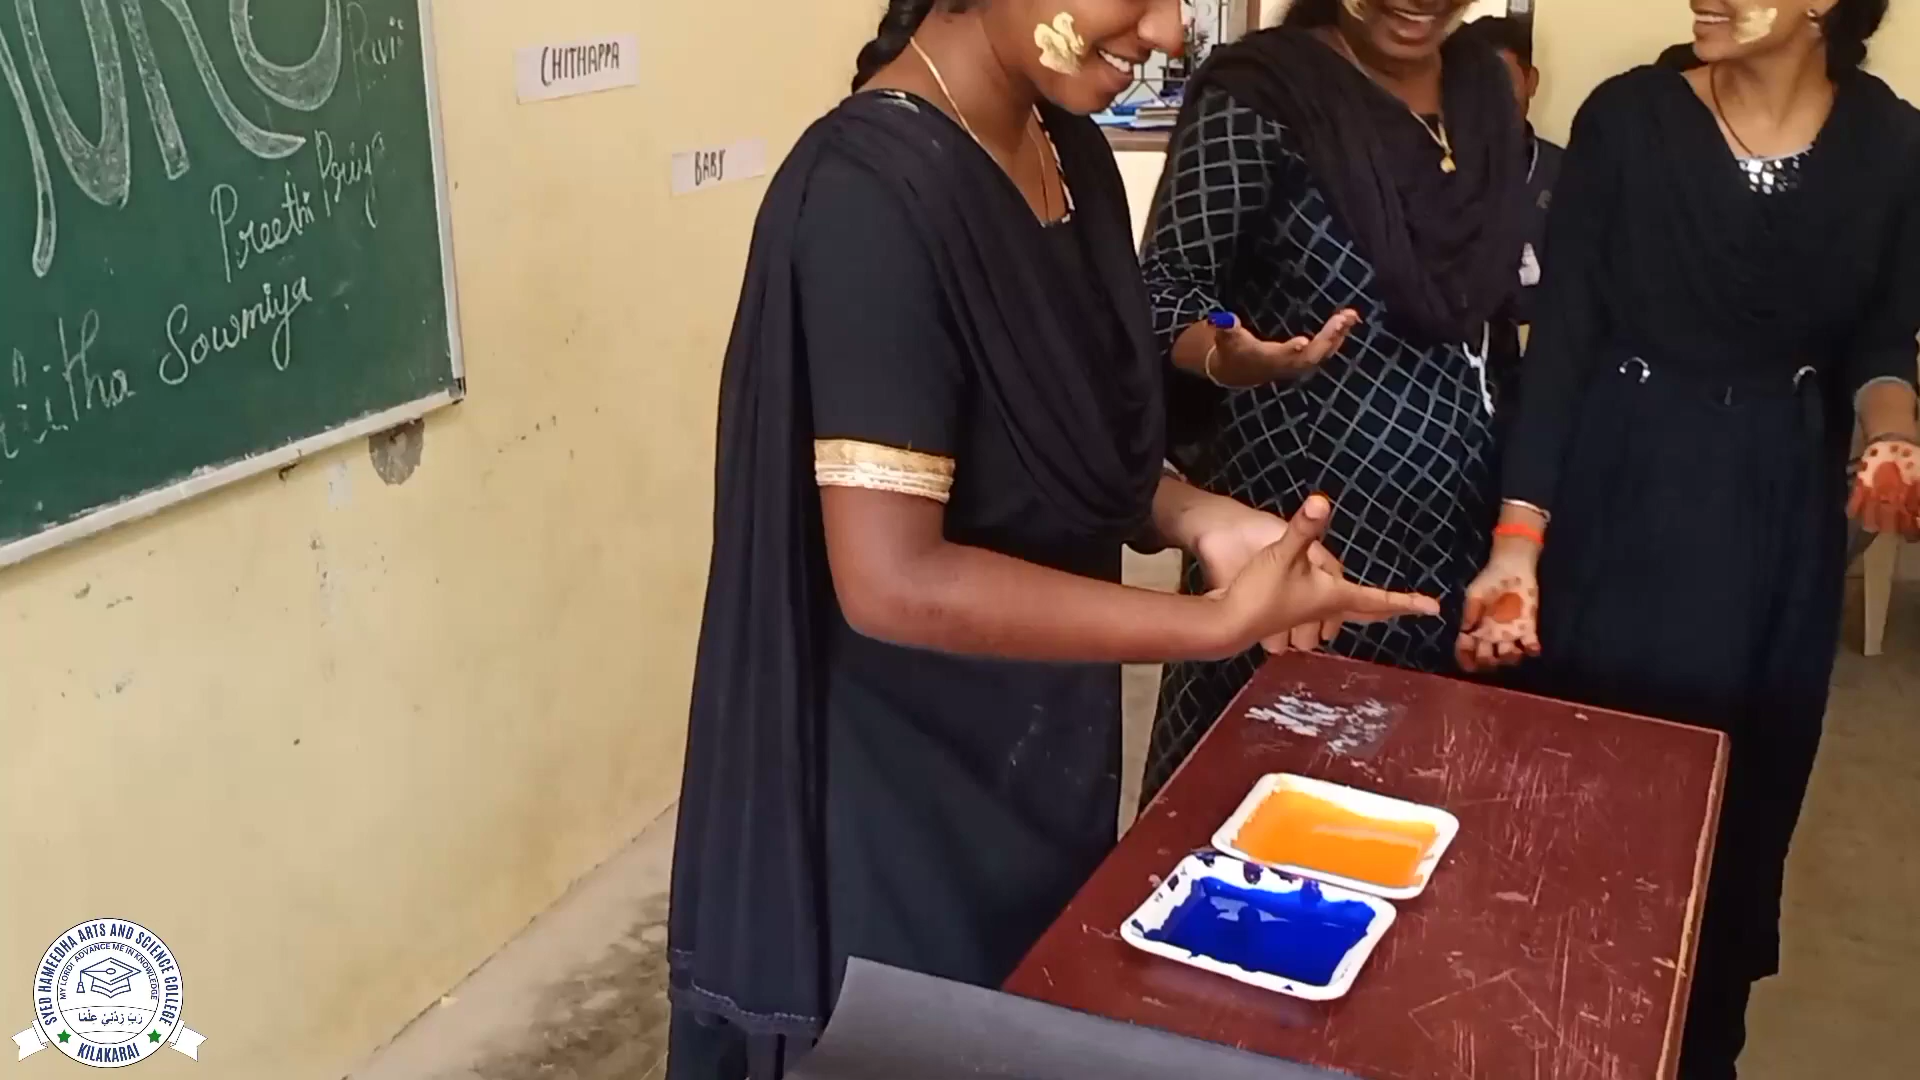 CHITHAPPA
BABY
Ravi
Preethi Priya
Sowmiya
SYED HAMEEDHA ARTS AND SCIENCE COLLEGE
MY LORD! ADVANCE ME IN KNOWLEDGE
رَبِّ زِدْنِيْ عِلْمًا
KILAKARAI